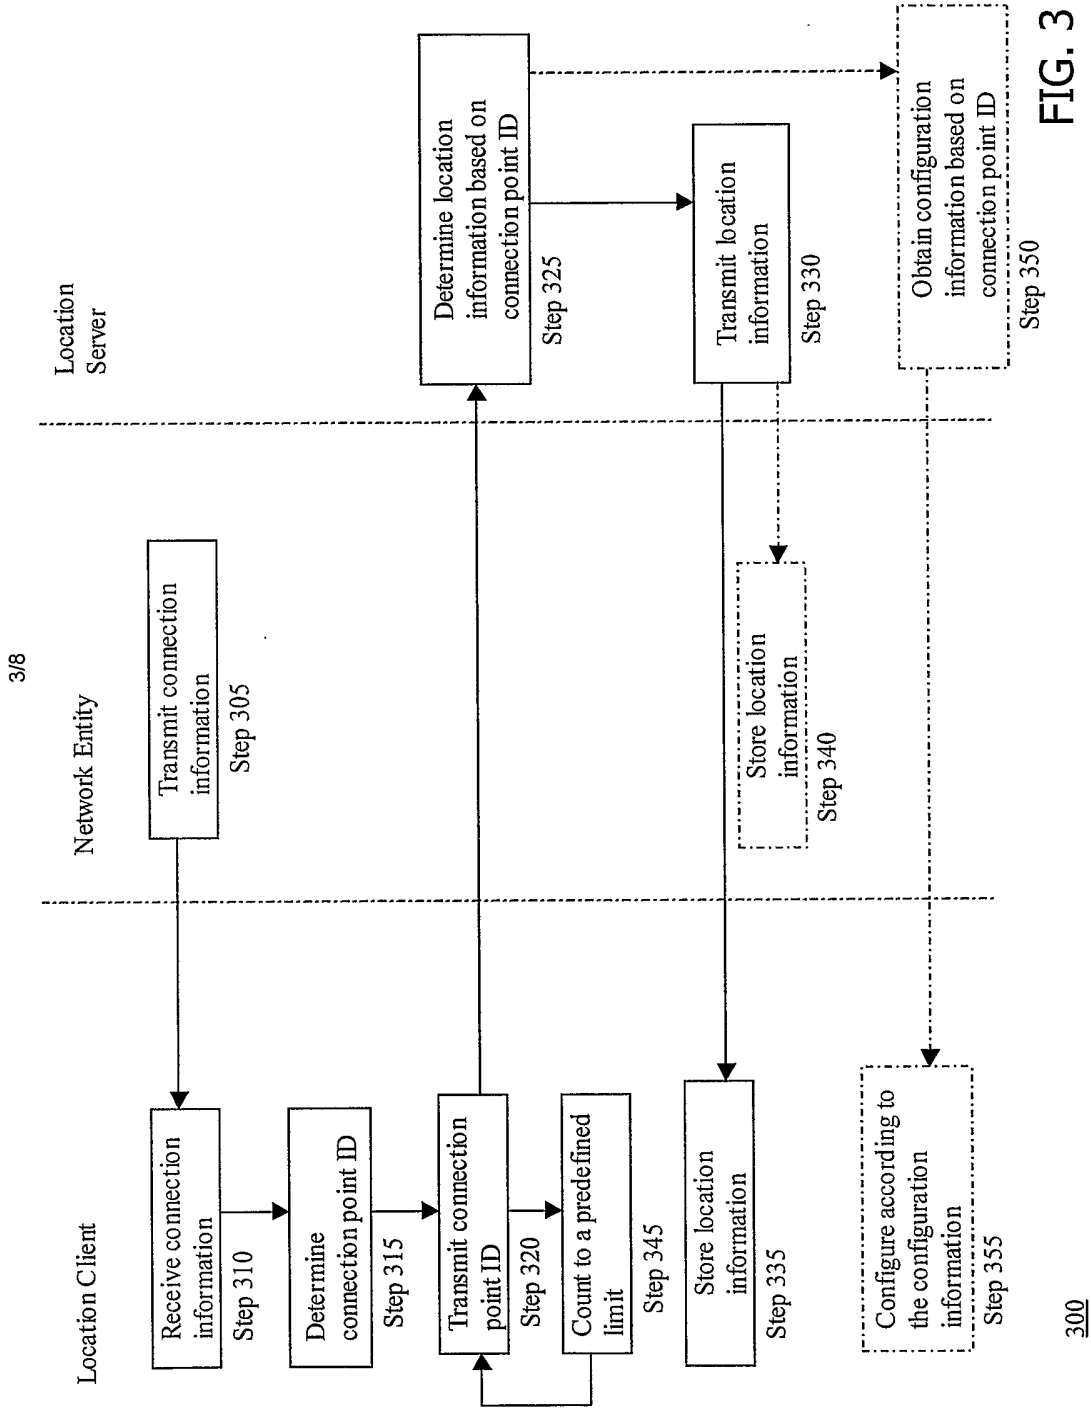 3/8
Location Client
Network Entity
Location
Server
Transmit connection
information
Step 305
Receive connection
information
Step 310
Determine
connection point ID
Step 315
Transmit connection
point ID
Step 320
Count to a predefined
limit
Step 345
Determine location
information based on
connection point ID
Step 325
Transmit location
information
Step 330
Store location
information
Step 335
Store location
information
Step 340
Obtain configuration
information based on
connection point ID
Step 350
Configure according to
the configuration
information
Step 355
300
FIG. 3